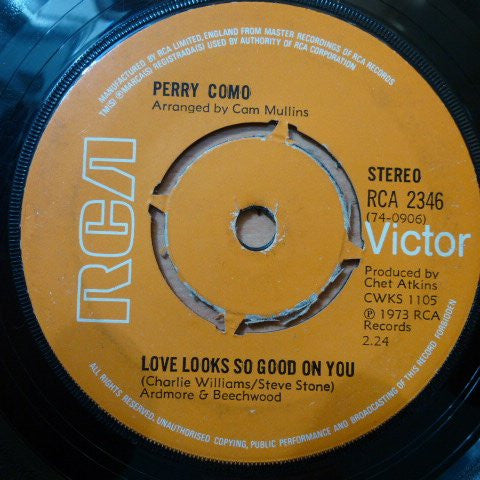 MANUFACTURED BY RCA LIMITED, ENGLAND FROM MASTER RECORDINGS OF RCA RECORDS
TM(S) ® MARCA(S) REGISTRADA(S) USED BY AUTHORITY OF RCA CORPORATION
PERRY COMO
Arranged by Cam Mullins
RCA
STEREO
RCA 2346
(74-0906)
Victor
Produced by
Chet Atkins
CWKS 1105
℗ 1973 RCA
Records
2.24
LOVE LOOKS SO GOOD ON YOU
(Charlie Williams/Steve Stone)
Ardmore & Beechwood
ALL RIGHTS RESERVED. UNAUTHORISED COPYING, PUBLIC PERFORMANCE AND BROADCASTING OF THIS RECORD FORBIDDEN